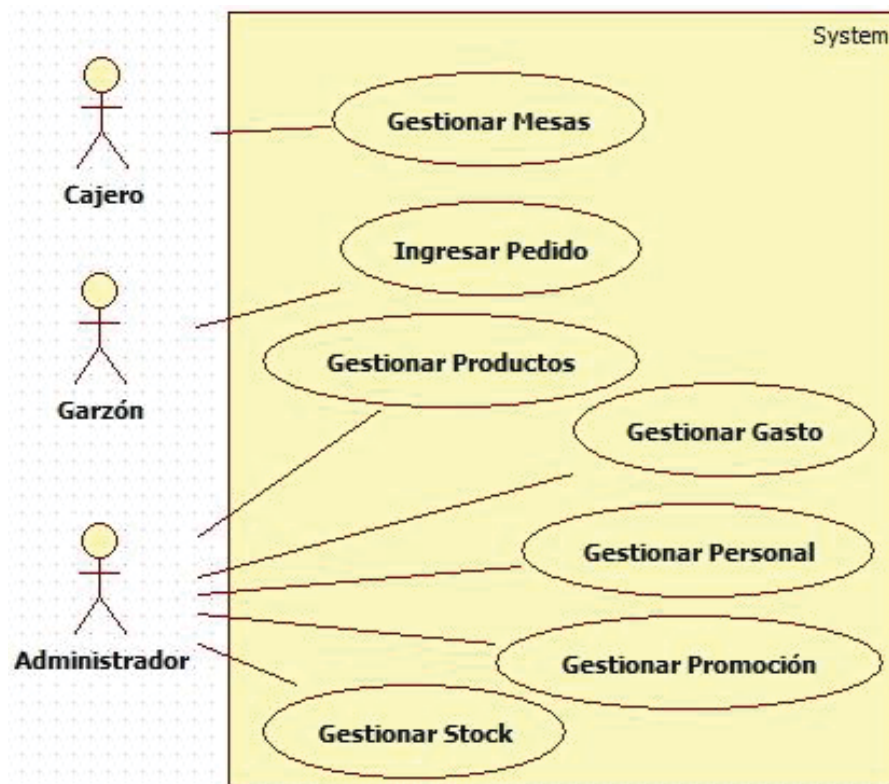 System
Gestionar Mesas
Cajero
Ingresar Pedido
Gestionar Productos
Garzón
Gestionar Gasto
Gestionar Personal
Administrador
Gestionar Promoción
Gestionar Stock